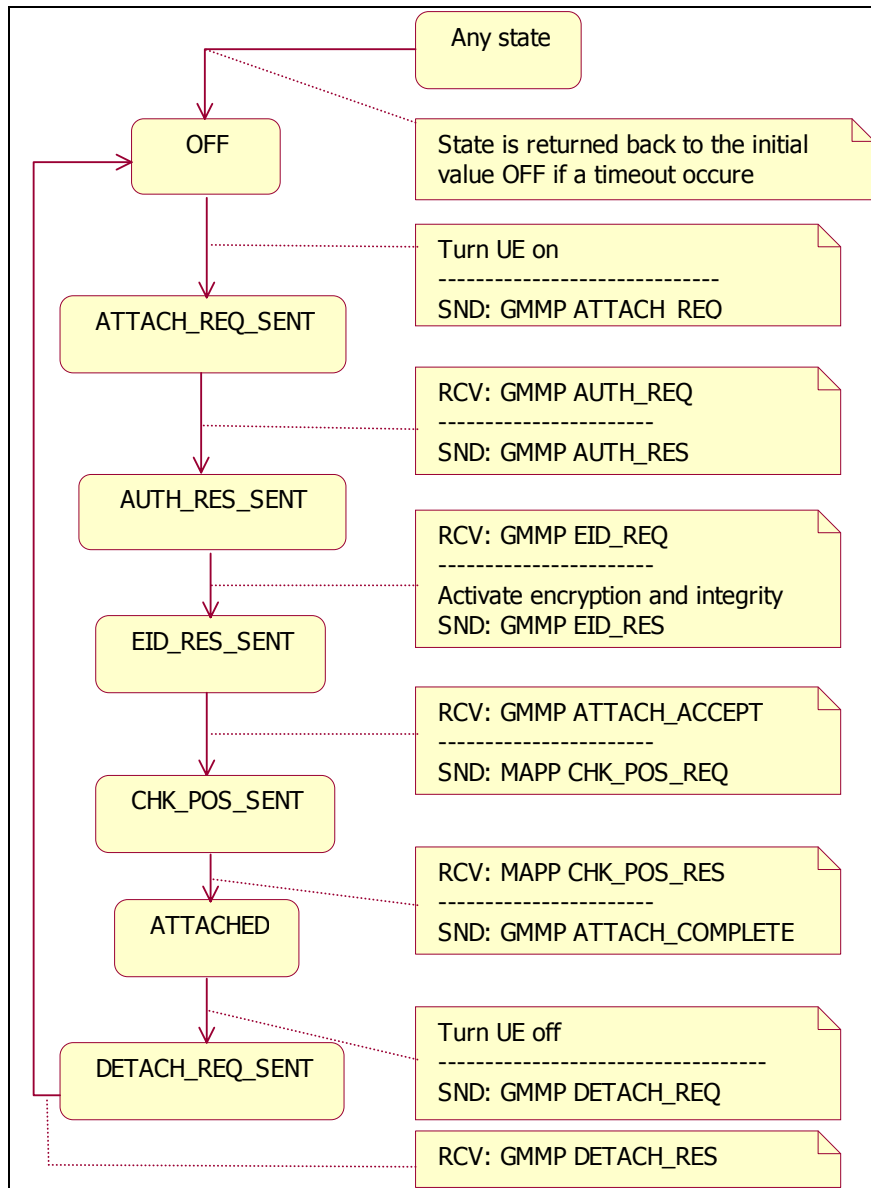 Any state
OFF
State is returned back to the initial
value OFF if a timeout occure
Turn UE on
------------------------------
SND: GMMP ATTACH_REQ
ATTACH_REQ_SENT
RCV: GMMP AUTH_REQ
-----------------------
SND: GMMP AUTH_RES
AUTH_RES_SENT
RCV: GMMP EID_REQ
-----------------------
Activate encryption and integrity
SND: GMMP EID_RES
EID_RES_SENT
RCV: GMMP ATTACH_ACCEPT
-----------------------
SND: MAPP CHK_POS_REQ
CHK_POS_SENT
RCV: MAPP CHK_POS_RES
-----------------------
SND: GMMP ATTACH_COMPLETE
ATTACHED
Turn UE off
-----------------------------------
SND: GMMP DETACH_REQ
DETACH_REQ_SENT
RCV: GMMP DETACH_RES